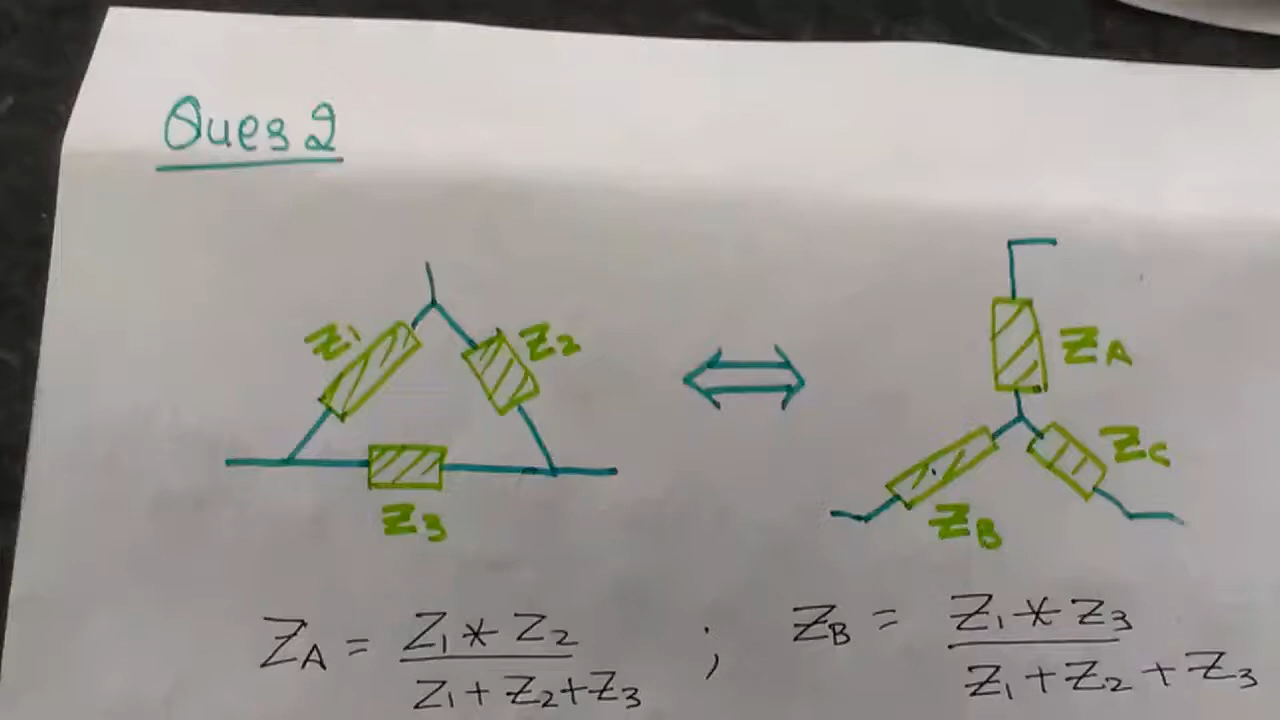 Ques 2
Z1
Z2
Z3
ZA
ZB
ZC
ZA = Z1 * Z2 / Z1 + Z2 + Z3 ; ZB = Z1 * Z3 / Z1 + Z2 + Z3